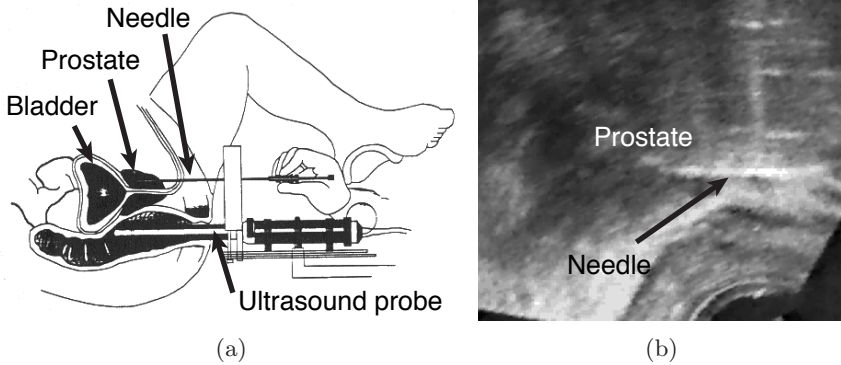 Needle
Prostate
Bladder
Ultrasound probe
(a)
Prostate
Needle
(b)